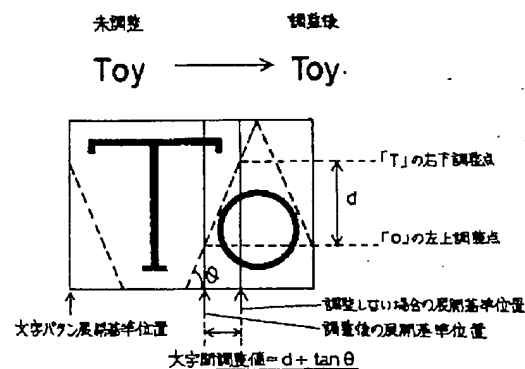 未調整
調整後
Toy
Toy
「T」の右下調整点
d
「o」の左上調整点
θ
調整しない場合の展開基準位置
文字パタン展開基準位置
調整後の展開基準位置
文字間調整値=d÷tanθ